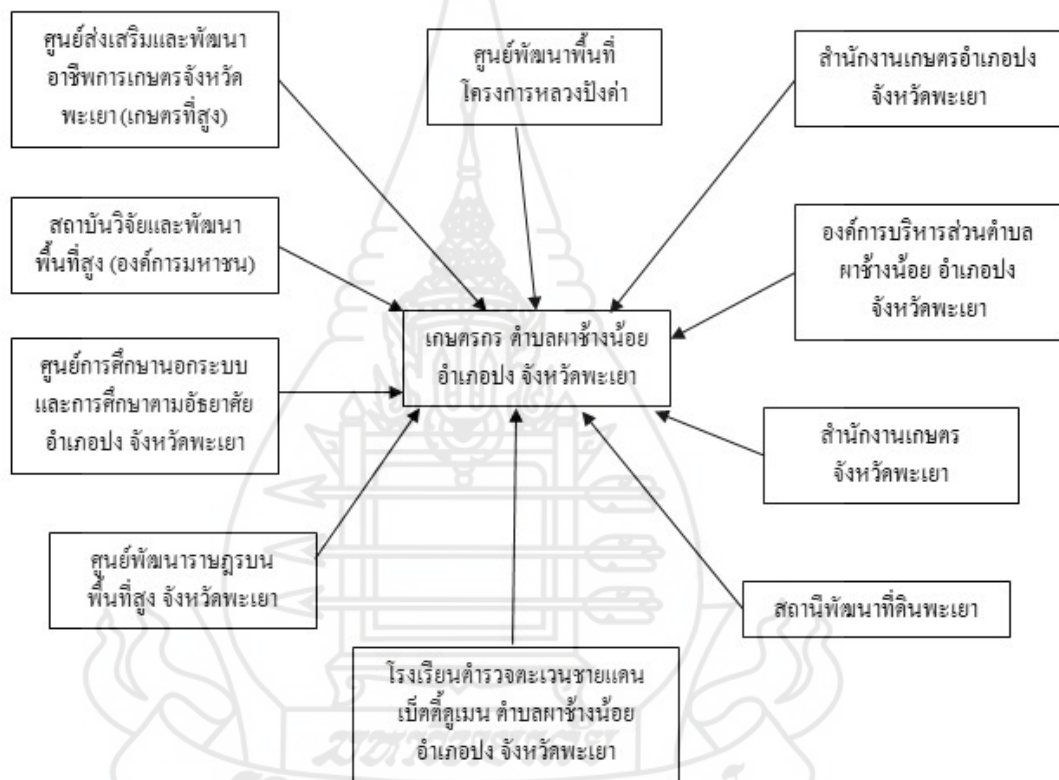 ศูนย์ส่งเสริมและพัฒนา
อาชีพการเกษตรจังหวัด
พะเยา (เกษตรที่สูง)
ศูนย์พัฒนาพื้นที่
โครงการหลวงปังค่า
สำนักงานเกษตรอำเภอปง
จังหวัดพะเยา
สถาบันวิจัยและพัฒนา
พื้นที่สูง (องค์การมหาชน)
องค์การบริหารส่วนตำบล
ผาช้างน้อย อำเภอปง
จังหวัดพะเยา
เกษตรกร ตำบลผาช้างน้อย
อำเภอปง จังหวัดพะเยา
ศูนย์การศึกษานอกระบบ
และการศึกษาตามอัธยาศัย
อำเภอปง จังหวัดพะเยา
สำนักงานเกษตร
จังหวัดพะเยา
ศูนย์พัฒนาราษฎรบน
พื้นที่สูง จังหวัดพะเยา
สถานีพัฒนาที่ดินพะเยา
โรงเรียนตำรวจตะเวนชายแดน
เบ็ตตี้ดูเมน ตำบลผาช้างน้อย
อำเภอปง จังหวัดพะเยา